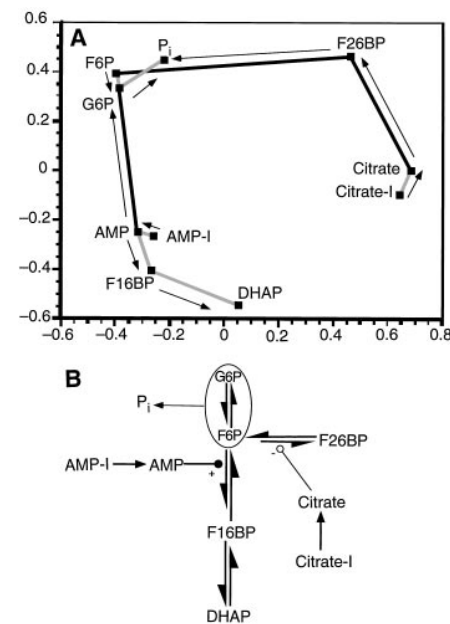 A
0.6
0.4
0.2
0
−0.2
−0.4
−0.6
−0.6 −0.4 −0.2 0 0.2 0.4 0.6 0.8
Pi
F26BP
F6P
G6P
Citrate
Citrate-I
AMP
AMP-I
F16BP
DHAP
B
G6P
Pi
F6P
F26BP
-
AMP-I
AMP
+
Citrate
F16BP
Citrate-I
DHAP